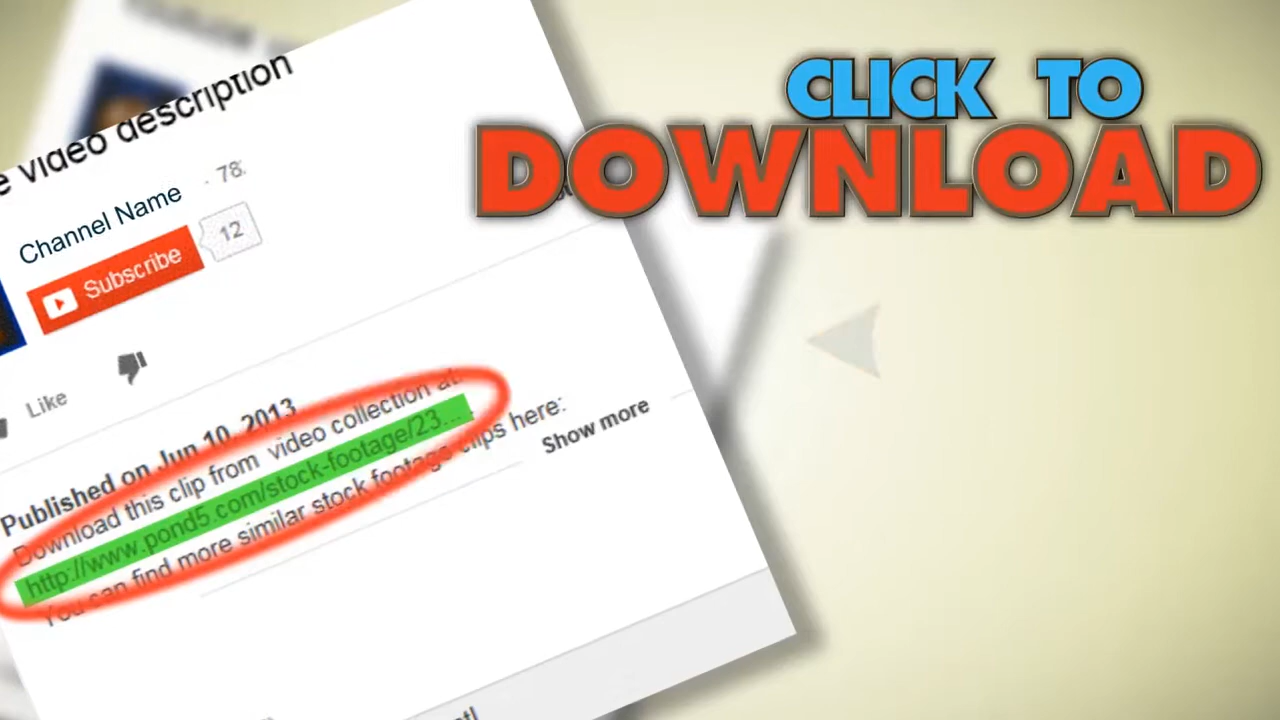 CLICK TO
DOWNLOAD
video description
Channel Name
78
Subscribe
12
Like
Published on Jun 10, 2013
Download this clip from video collection at
http://www.pond5.com/stock-footage/23...
You can find more similar stock footage clips here:
Show more